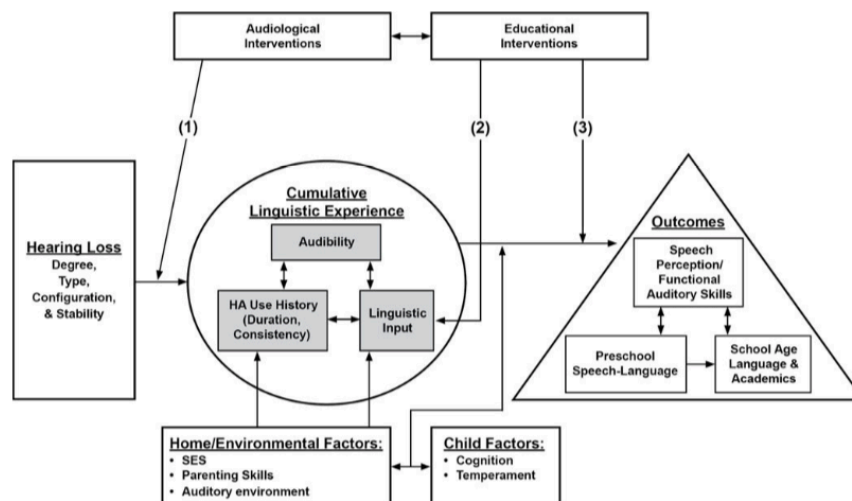 Audiological
Interventions
Educational
Interventions
(1)
(2)
(3)
Hearing Loss
Degree,
Type,
Configuration,
& Stability
Cumulative
Linguistic Experience
Audibility
HA Use History
(Duration,
Consistency)
Linguistic
Input
Outcomes
Speech
Perception/
Functional
Auditory Skills
Preschool
Speech-Language
School Age
Language &
Academics
Home/Environmental Factors:
• SES
• Parenting Skills
• Auditory environment
Child Factors:
• Cognition
• Temperament